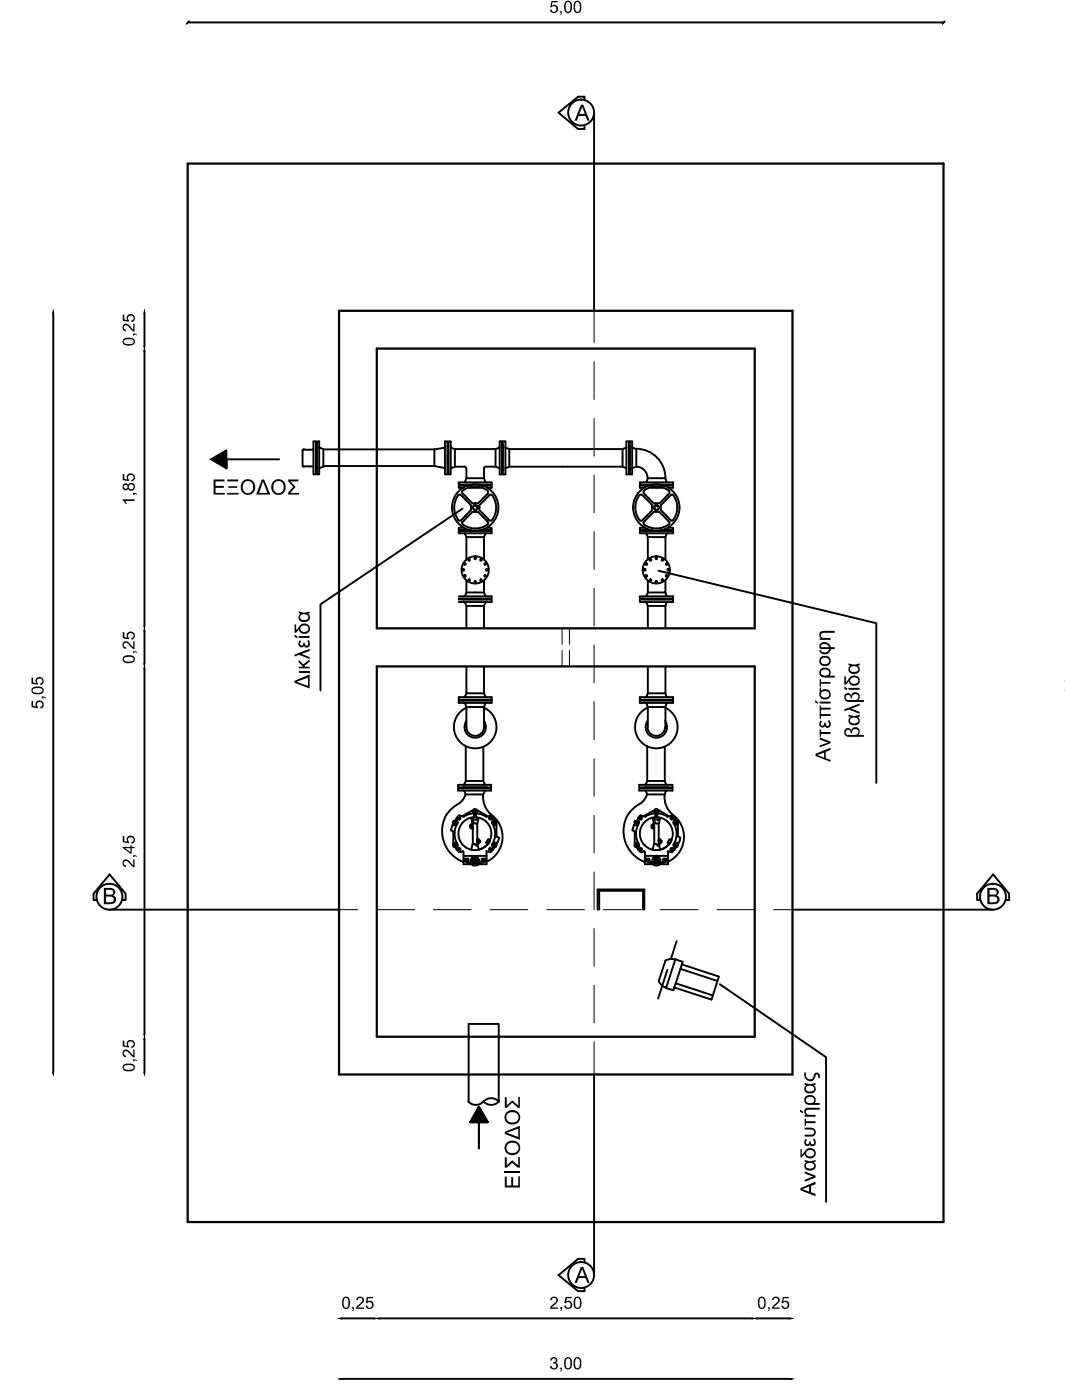 5,00
A
0,25
1,85
ΕΞΟΔΟΣ
Δικλείδα
0,25
5,05
Αντεπίστροφη
βαλβίδα
2,45
B
B
0,25
ΕΙΣΟΔΟΣ
Αναδευτήρας
A
0,25
2,50
0,25
3,00